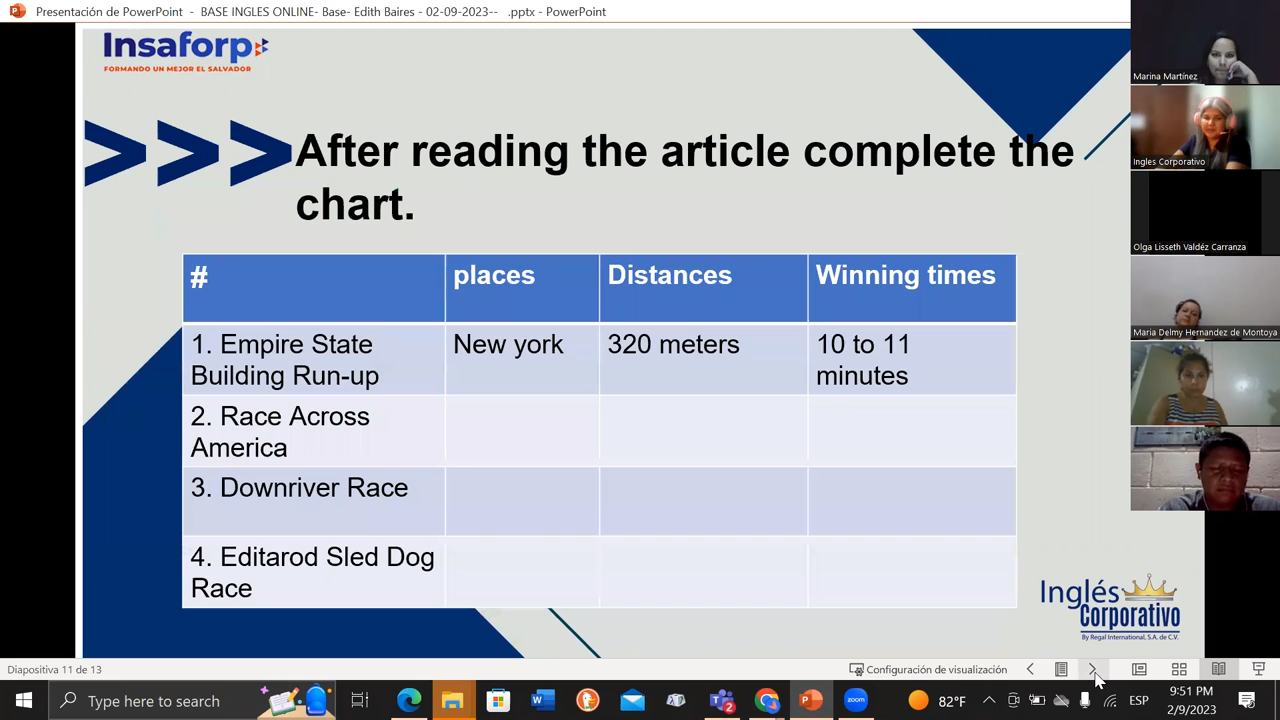 Presentación de PowerPoint - BASE INGLES ONLINE- Base- Edith Baires - 02-09-2023-- .pptx - PowerPoint
Insaforp
FORMANDO UN MEJOR EL SALVADOR
>>> After reading the article complete the
chart.
# places Distances Winning times
1. Empire State
Building Run-up
New york
320 meters
10 to 11
minutes
2. Race Across
America
3. Downriver Race
4. Editarod Sled Dog
Race
Inglés
Corporativo
By Regal International, S.A. de C.V.
Marina Martínez
Ingles Corporativo
Olga Lisseth Valdéz Carranza
Maria Delmy Hernandez de Montoya
Diapositiva 11 de 13
Configuración de visualización
Type here to search
82°F
ESP
9:51 PM
2/9/2023
zoom